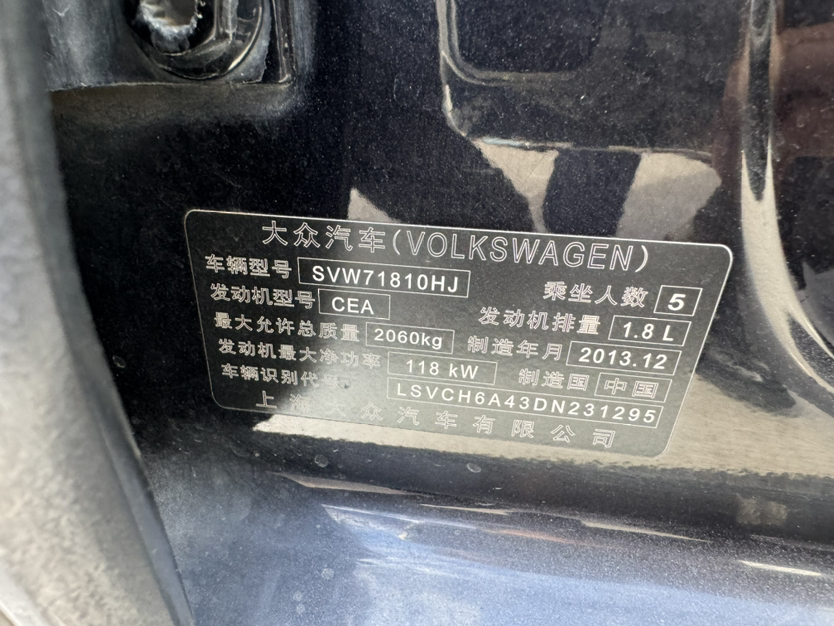 大众汽车(VOLKSWAGEN)
车辆型号 SVW71810HJ 乘坐人数 5
发动机型号 CEA 发动机排量 1.8 L
最大允许总质量 2060kg 制造年月 2013.12
发动机最大净功率 118 kW 制造国 中国
车辆识别代号 LSVCH6A43DN231295
上海大众汽车有限公司